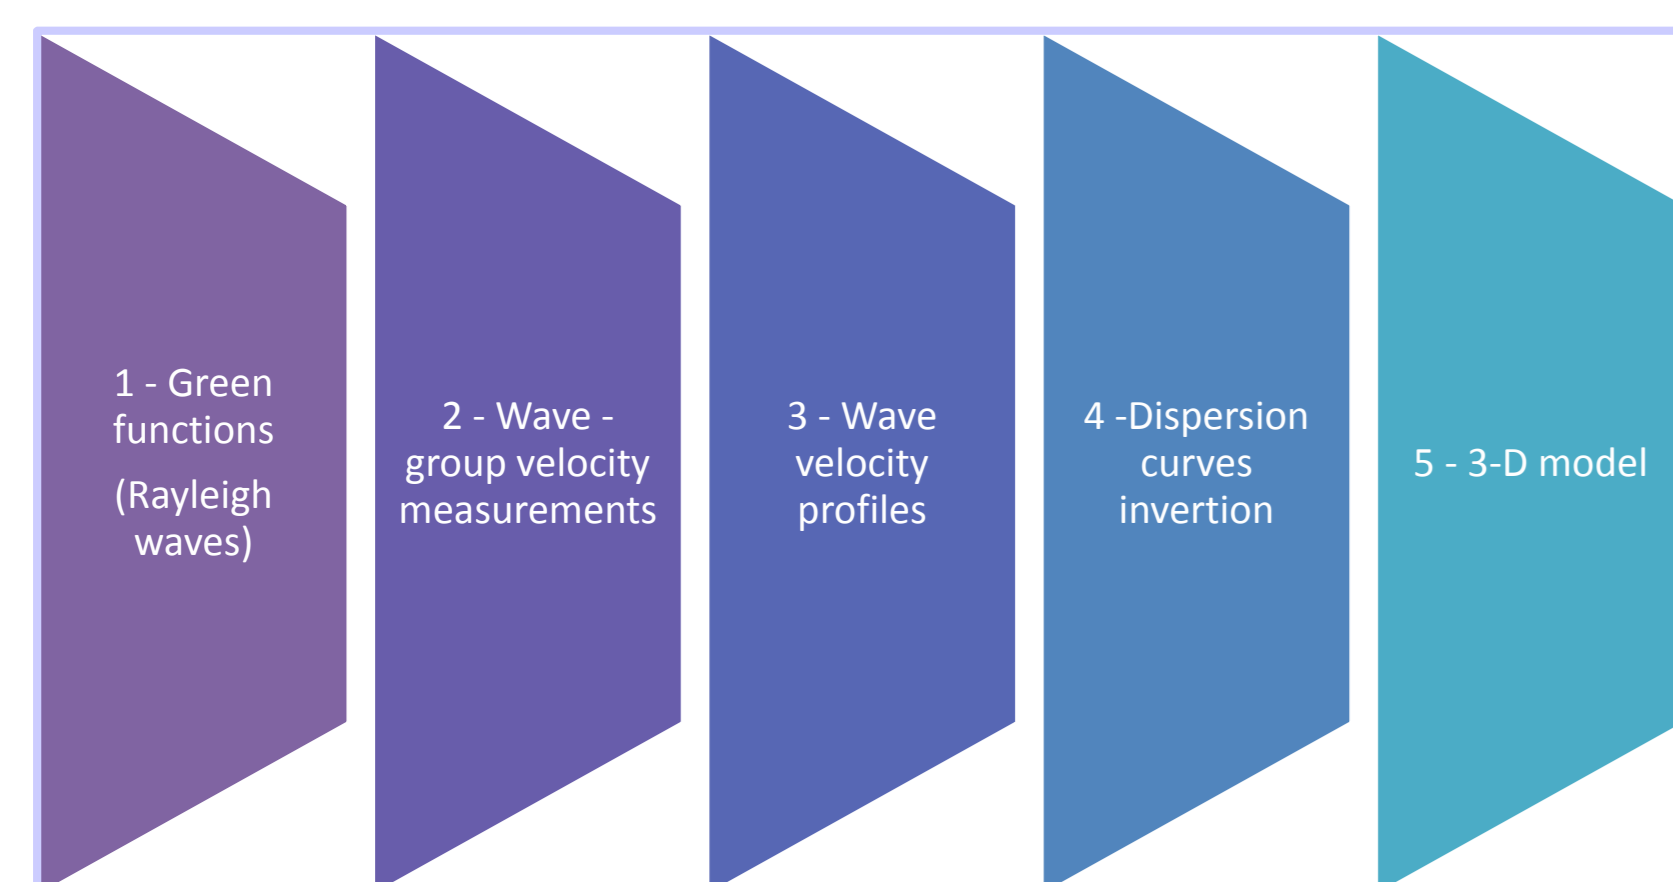 1 - Green
functions
(Rayleigh
waves)
2 - Wave -
group velocity
measurements
3 - Wave
velocity
profiles
4 -Dispersion
curves
invertion
5 - 3-D model